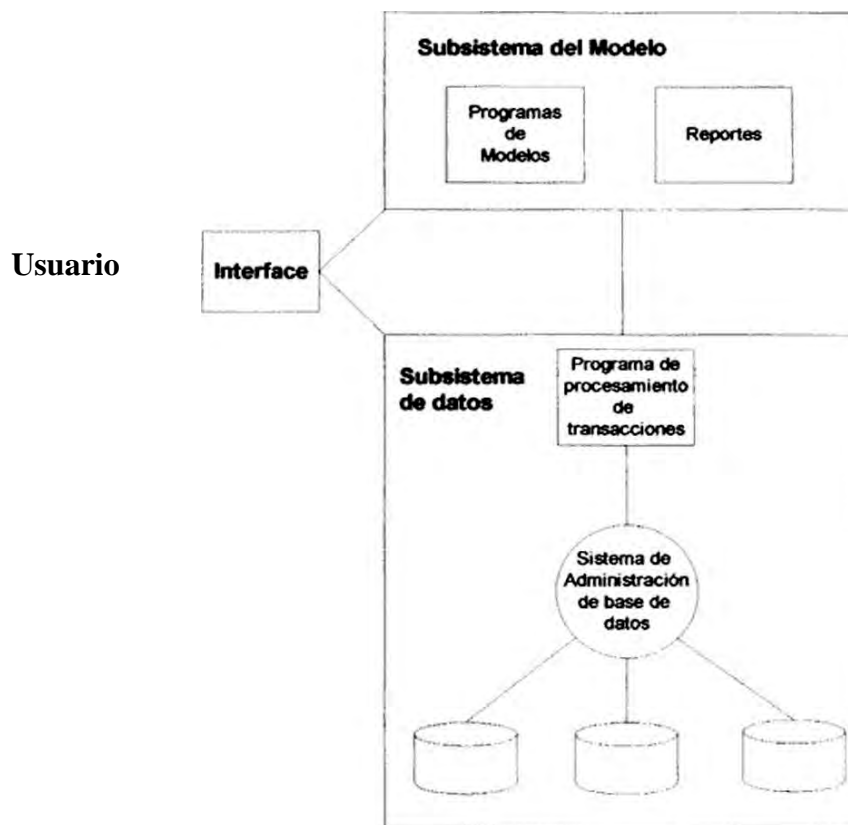 Subsistema del Modelo
Programas
de
Modelos
Reportes
Usuario
Interface
Subsistema
de datos
Programa de
procesamiento
de
transacciones
Sistema de
Administración
de base de
datos